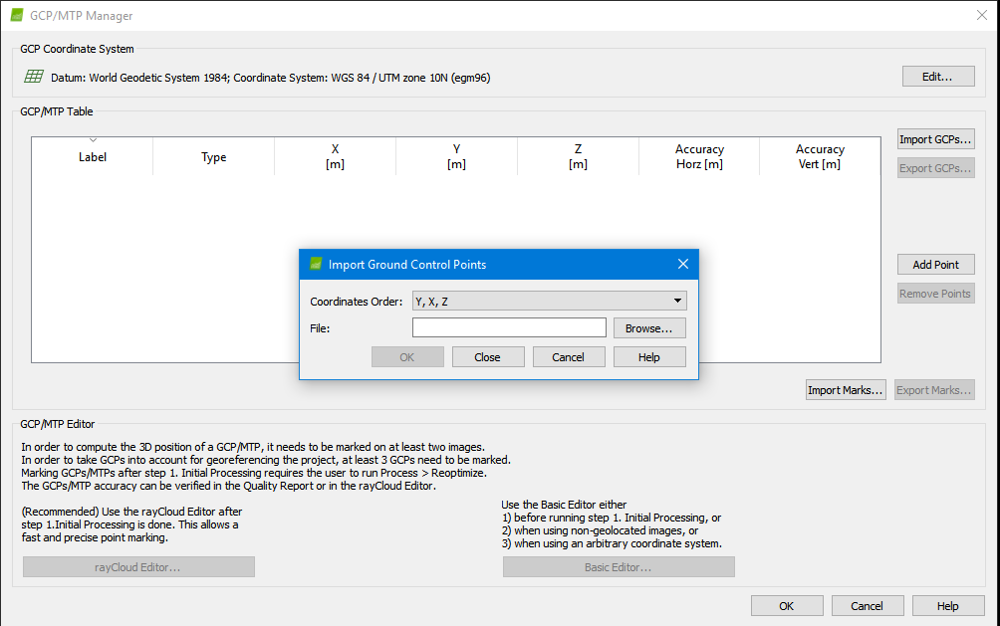 GCP/MTP Manager
GCP Coordinate System
Datum: World Geodetic System 1984; Coordinate System: WGS 84 / UTM zone 10N (egm96)
Edit...
GCP/MTP Table
Label
Type
X
[m]
Y
[m]
Z
[m]
Accuracy
Horz [m]
Accuracy
Vert [m]
Import GCPs...
Export GCPs...
Add Point
Remove Points
Import Ground Control Points
Coordinates Order:
Y, X, Z
File:
Browse...
OK
Close
Cancel
Help
Import Marks...
Export Marks...
GCP/MTP Editor
In order to compute the 3D position of a GCP/MTP, it needs to be marked on at least two images.
In order to take GCPs into account for georeferencing the project, at least 3 GCPs need to be marked.
Marking GCPs/MTPs after step 1. Initial Processing requires the user to run Process > Reoptimize.
The GCPs/MTP accuracy can be verified in the Quality Report or in the rayCloud Editor.
(Recommended) Use the rayCloud Editor after
step 1.Initial Processing is done. This allows a
fast and precise point marking.
rayCloud Editor...
Use the Basic Editor either
1) before running step 1. Initial Processing, or
2) when using non-geolocated images, or
3) when using an arbitrary coordinate system.
Basic Editor...
OK
Cancel
Help